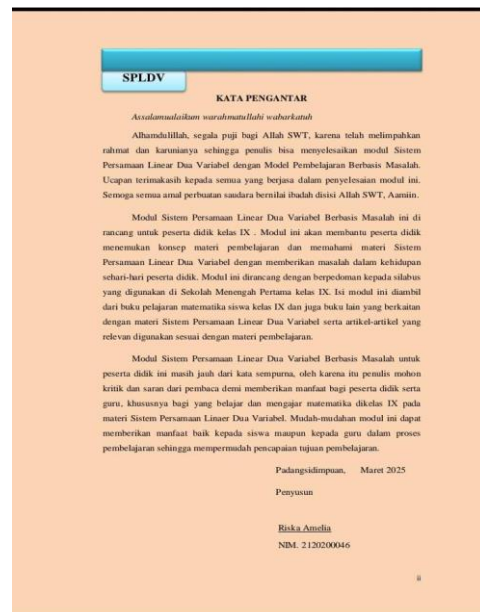 SPLDV
KATA PENGANTAR
Assalamualaikum warahmatullahi wabarkatuh
Alhamdulillah, segala puji bagi Allah SWT, karena telah melimpahkan
rahmat dan karunianya sehingga penulis bisa menyelesaikan modul Sistem
Persamaan Linear Dua Variabel dengan Model Pembelajaran Berbasis Masalah.
Ucapan terimakasih kepada semua yang berjasa dalam penyelesaian modul ini.
Semoga semua amal perbuatan saudara bernilai ibadah disisi Allah SWT, Aamiin.
Modul Sistem Persamaan Linear Dua Variabel Berbasis Masalah ini di
rancang untuk peserta didik kelas IX . Modul ini akan membantu peserta didik
menemukan konsep materi pembelajaran dan memahami materi Sistem
Persamaan Linear Dua Variabel dengan memberikan masalah dalam kehidupan
sehari-hari peserta didik. Modul ini dirancang dengan berpedoman kepada silabus
yang digunakan di Sekolah Menengah Pertama kelas IX. Isi modul ini diambil
dari buku pelajaran matematika siswa kelas IX dan juga buku lain yang berkaitan
dengan materi Sistem Persamaan Linear Dua Variabel serta artikel-artikel yang
relevan digunakan sesuai dengan materi pembelajaran.
Modul Sistem Persamaan Linear Dua Variabel Berbasis Masalah untuk
peserta didik ini masih jauh dari kata sempurna, oleh karena itu penulis mohon
kritik dan saran dari pembaca demi memberikan manfaat bagi peserta didik serta
guru, khususnya bagi yang belajar dan mengajar matematika dikelas IX pada
materi Sistem Persamaan Linaer Dua Variabel. Mudah-mudahan modul ini dapat
memberikan manfaat baik kepada siswa maupun kepada guru dalam proses
pembelajaran sehingga mempermudah pencapaian tujuan pembelajaran.
Padangsidimpuan, Maret 2025
Penyusun
Riska Amelia
NIM. 2120200046
ii